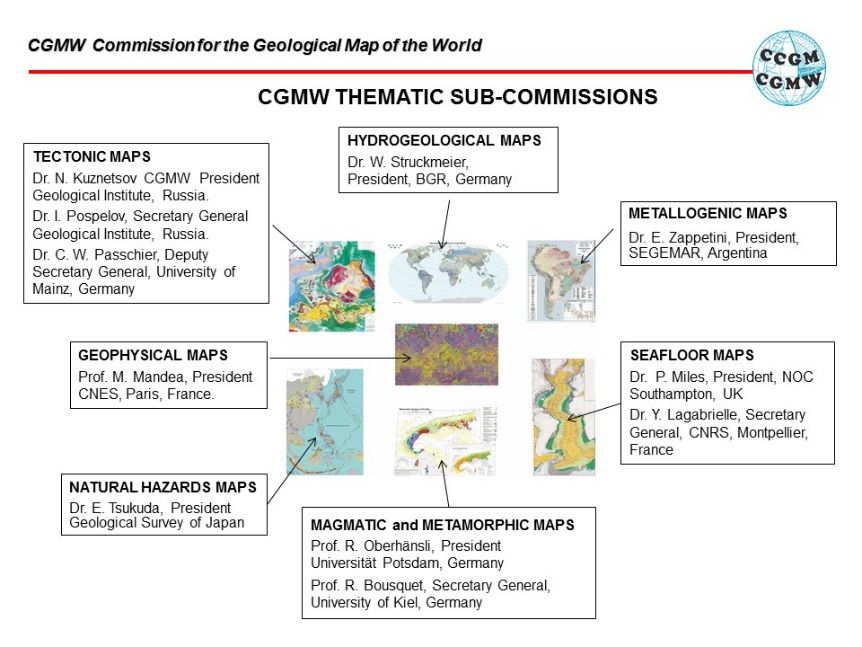 CGMW Commission for the Geological Map of the World
CCGM
CGMW
CGMW THEMATIC SUB-COMMISSIONS
HYDROGEOLOGICAL MAPS
Dr. W. Struckmeier,
President, BGR, Germany
TECTONIC MAPS
Dr. N. Kuznetsov CGMW President
Geological Institute, Russia.
Dr. I. Pospelov, Secretary General
Geological Institute, Russia.
Dr. C. W. Passchier, Deputy
Secretary General, University of
Mainz, Germany
METALLOGENIC MAPS
Dr. E. Zappetini, President,
SEGEMAR, Argentina
GEOPHYSICAL MAPS
Prof. M. Mandea, President
CNES, Paris, France.
SEAFLOOR MAPS
Dr. P. Miles, President, NOC
Southampton, UK
Dr. Y. Lagabrielle, Secretary
General, CNRS, Montpellier,
France
NATURAL HAZARDS MAPS
Dr. E. Tsukuda, President
Geological Survey of Japan
MAGMATIC and METAMORPHIC MAPS
Prof. R. Oberhänsli, President
Universität Potsdam, Germany
Prof. R. Bousquet, Secretary General,
University of Kiel, Germany